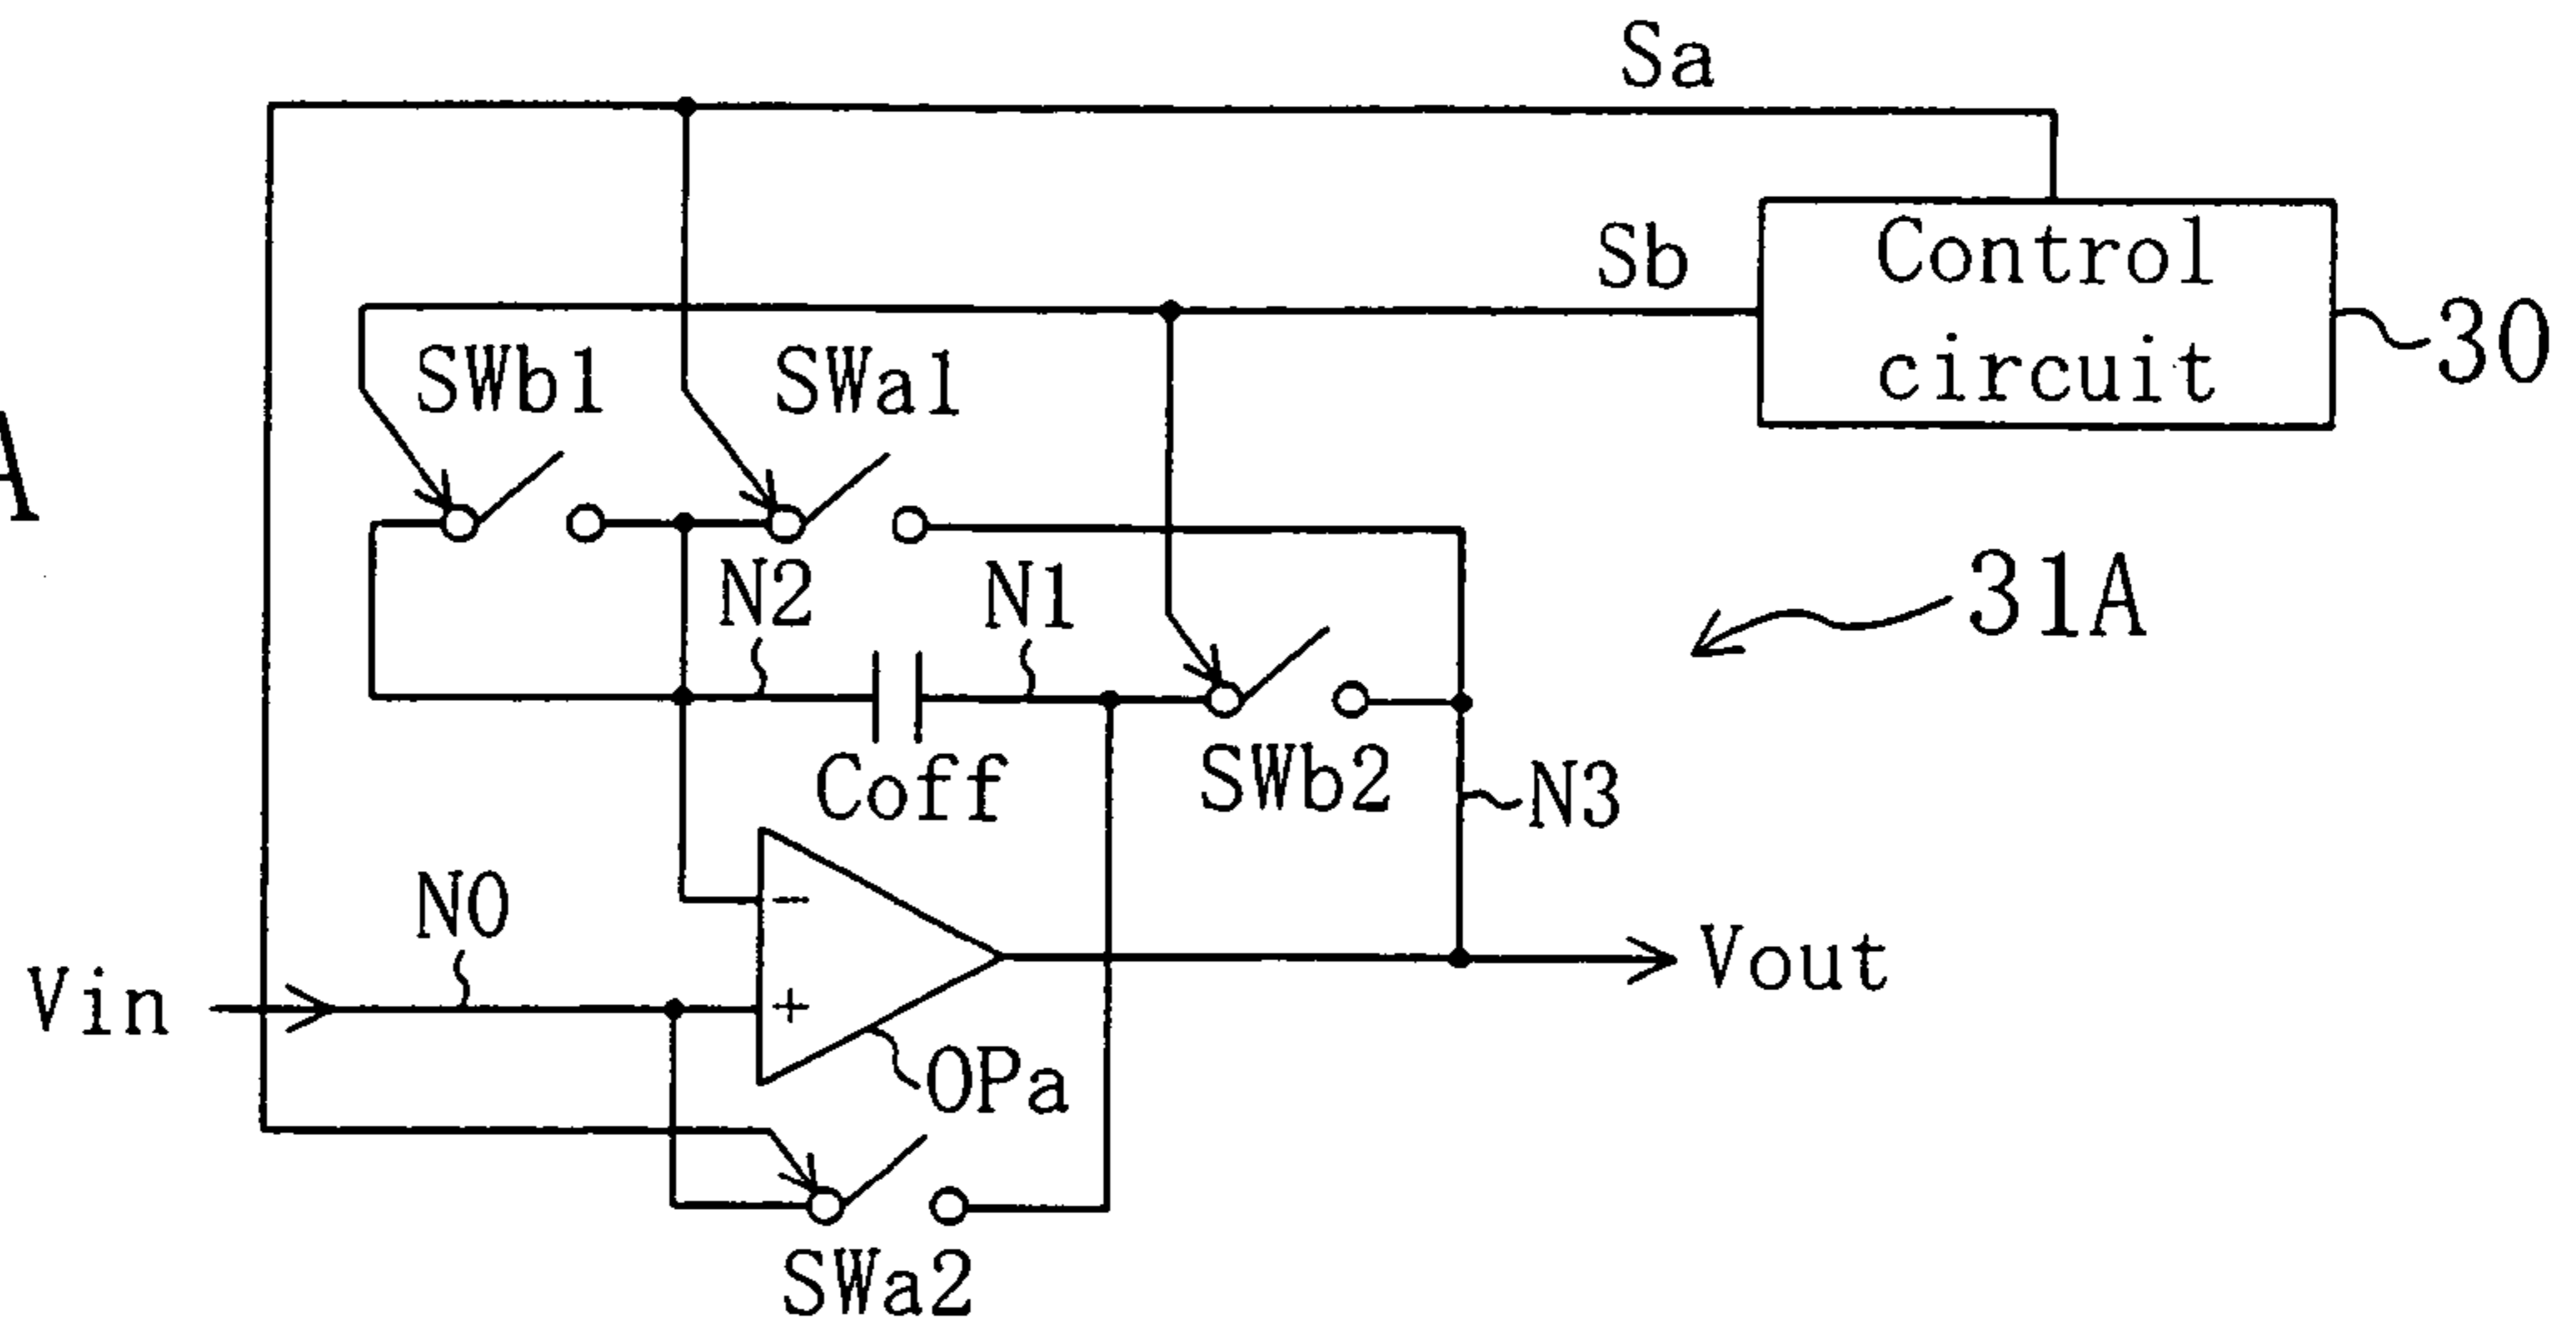 Sa
Sb
Control
circuit
30
SWb1
SWa1
A
N2
N1
31A
Coff
SWb2
N3
N0
-
Vin
+
Vout
OPa
SWa2